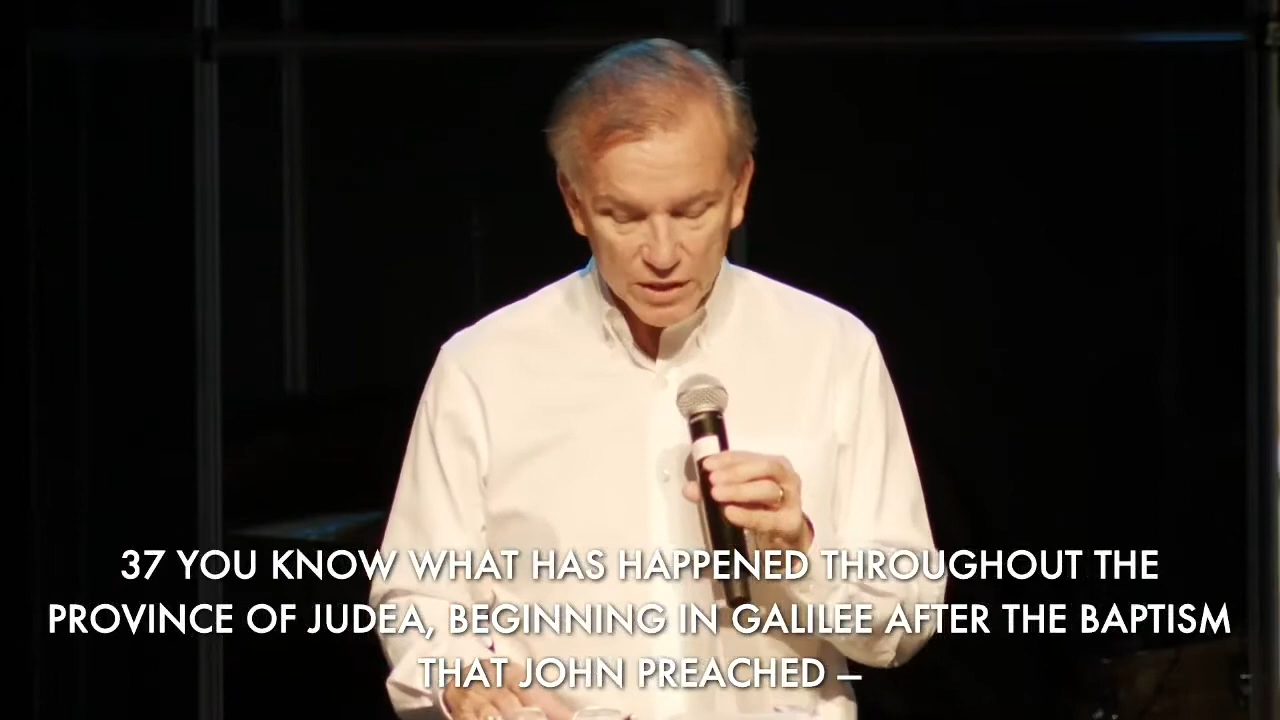 37 YOU KNOW WHAT HAS HAPPENED THROUGHOUT THE
PROVINCE OF JUDEA, BEGINNING IN GALILEE AFTER THE BAPTISM
THAT JOHN PREACHED –